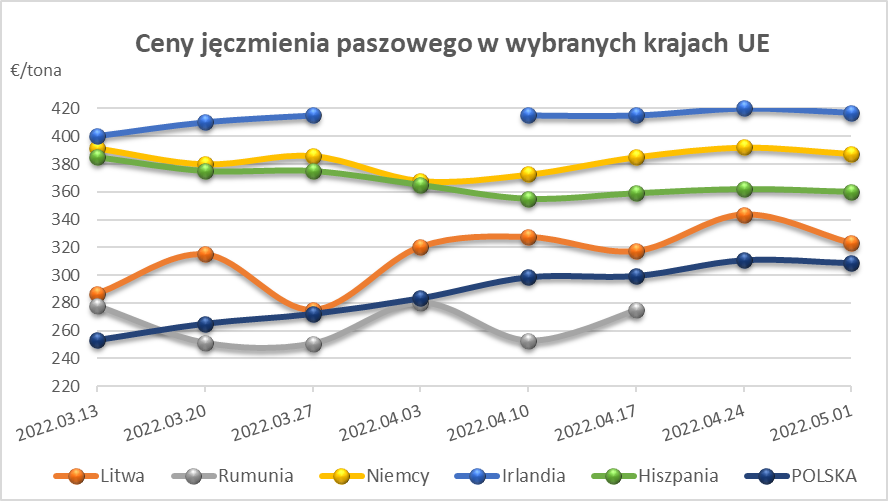 Ceny jęczmienia paszowego w wybranych krajach UE
€/tona
420
400
380
360
340
320
300
280
260
240
220
2022.03.13 2022.03.20 2022.03.27 2022.04.03 2022.04.10 2022.04.17 2022.04.24 2022.05.01
Litwa Rumunia Niemcy Irlandia Hiszpania POLSKA